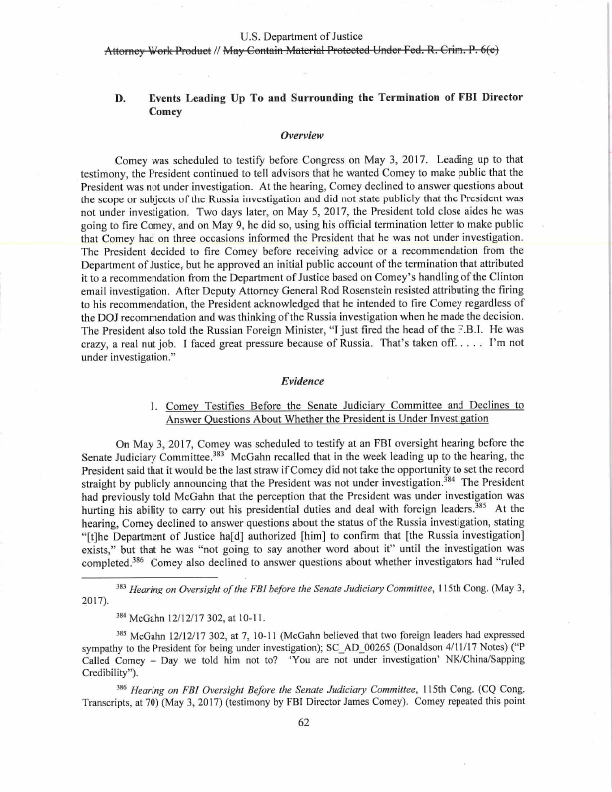 U.S. Department of Justice
Attorney Work Product // May Contain Material Protected Under Fed. R. Crim. P. 6(e)
D. Events Leading Up To and Surrounding the Termination of FBI Director
Comey
Overview
Comey was scheduled to testify before Congress on May 3, 2017. Leading up to that
testimony, the President continued to tell advisors that he wanted Comey to make public that the
President was not under investigation. At the hearing, Comey declined to answer questions about
the scope or subjects of the Russia investigation and did not state publicly that the President was
not under investigation. Two days later, on May 5, 2017, the President told close aides he was
going to fire Comey, and on May 9, he did so, using his official termination letter to make public
that Comey had on three occasions informed the President that he was not under investigation.
The President decided to fire Comey before receiving advice or a recommendation from the
Department of Justice, but he approved an initial public account of the termination that attributed
it to a recommendation from the Department of Justice based on Comey's handling of the Clinton
email investigation. After Deputy Attorney General Rod Rosenstein resisted attributing the firing
to his recommendation, the President acknowledged that he intended to fire Comey regardless of
the DOJ recommendation and was thinking of the Russia investigation when he made the decision.
The President also told the Russian Foreign Minister, "I just fired the head of the F.B.I. He was
crazy, a real nut job. I faced great pressure because of Russia. That's taken off. . . . . I'm not
under investigation."
Evidence
1. Comey Testifies Before the Senate Judiciary Committee and Declines to
Answer Questions About Whether the President is Under Investigation
On May 3, 2017, Comey was scheduled to testify at an FBI oversight hearing before the
Senate Judiciary Committee.383 McGahn recalled that in the week leading up to the hearing, the
President said that it would be the last straw if Comey did not take the opportunity to set the record
straight by publicly announcing that the President was not under investigation.384 The President
had previously told McGahn that the perception that the President was under investigation was
hurting his ability to carry out his presidential duties and deal with foreign leaders.385 At the
hearing, Comey declined to answer questions about the status of the Russia investigation, stating
"[t]he Department of Justice ha[d] authorized [him] to confirm that [the Russia investigation]
exists," but that he was "not going to say another word about it" until the investigation was
completed.386 Comey also declined to answer questions about whether investigators had "ruled
383 Hearing on Oversight of the FBI before the Senate Judiciary Committee, 115th Cong. (May 3,
2017).
384 McGahn 12/12/17 302, at 10-11.
385 McGahn 12/12/17 302, at 7, 10-11 (McGahn believed that two foreign leaders had expressed
sympathy to the President for being under investigation); SC_AD_00265 (Donaldson 4/11/17 Notes) ("P
Called Comey – Day we told him not to? 'You are not under investigation' NK/China/Sapping
Credibility").
386 Hearing on FBI Oversight Before the Senate Judiciary Committee, 115th Cong. (CQ Cong.
Transcripts, at 70) (May 3, 2017) (testimony by FBI Director James Comey). Comey repeated this point
62